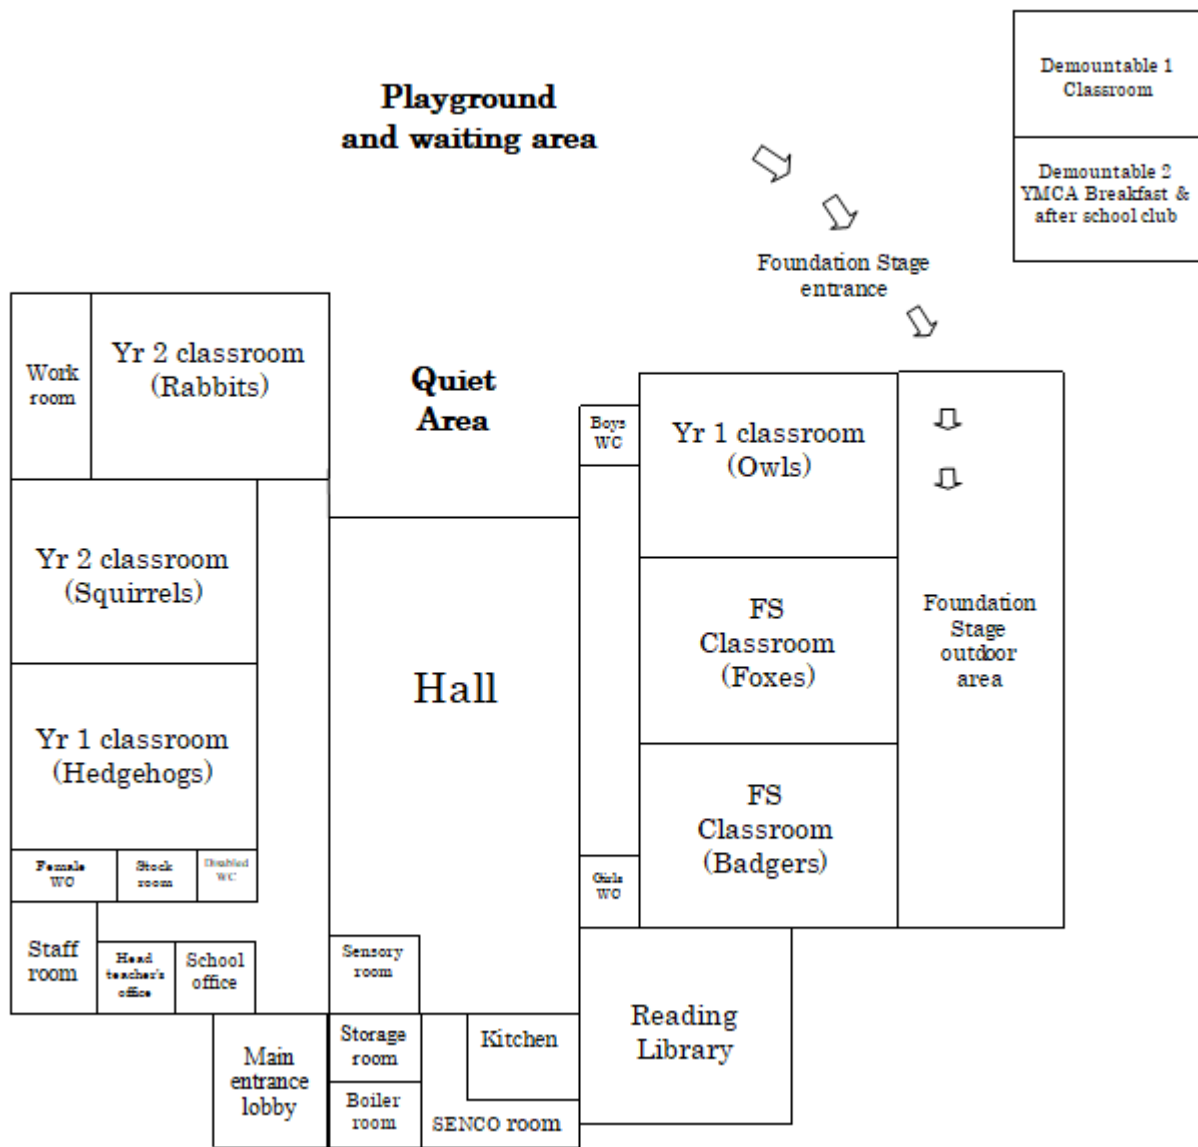 Playground
and waiting area
Demountable 1
Classroom
Demountable 2
YMCA Breakfast &
after school club
Foundation Stage
entrance
Work
room
Yr 2 classroom
(Rabbits)
Quiet
Area
Boys
WC
Yr 1 classroom
(Owls)
Yr 2 classroom
(Squirrels)
Hall
FS
Classroom
(Foxes)
Foundation
Stage
outdoor
area
Yr 1 classroom
(Hedgehogs)
FS
Classroom
(Badgers)
Female
WC
Stock
room
Disabled
WC
Girls
WC
Staff
room
Head
teacher's
office
School
office
Sensory
room
Main
entrance
lobby
Storage
room
Boiler
room
Kitchen
SENCO room
Reading
Library